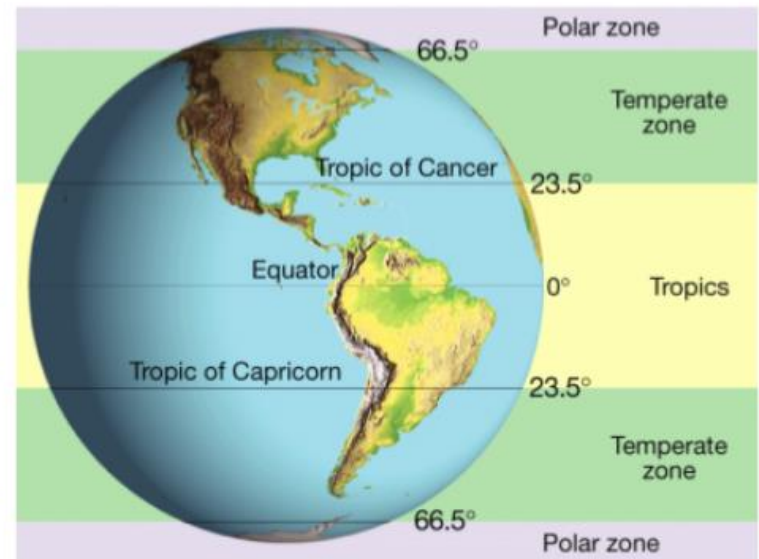 Polar zone
66.5°
Temperate
zone
Tropic of Cancer
23.5°
Equator
0°
Tropics
Tropic of Capricorn
23.5°
Temperate
zone
66.5°
Polar zone